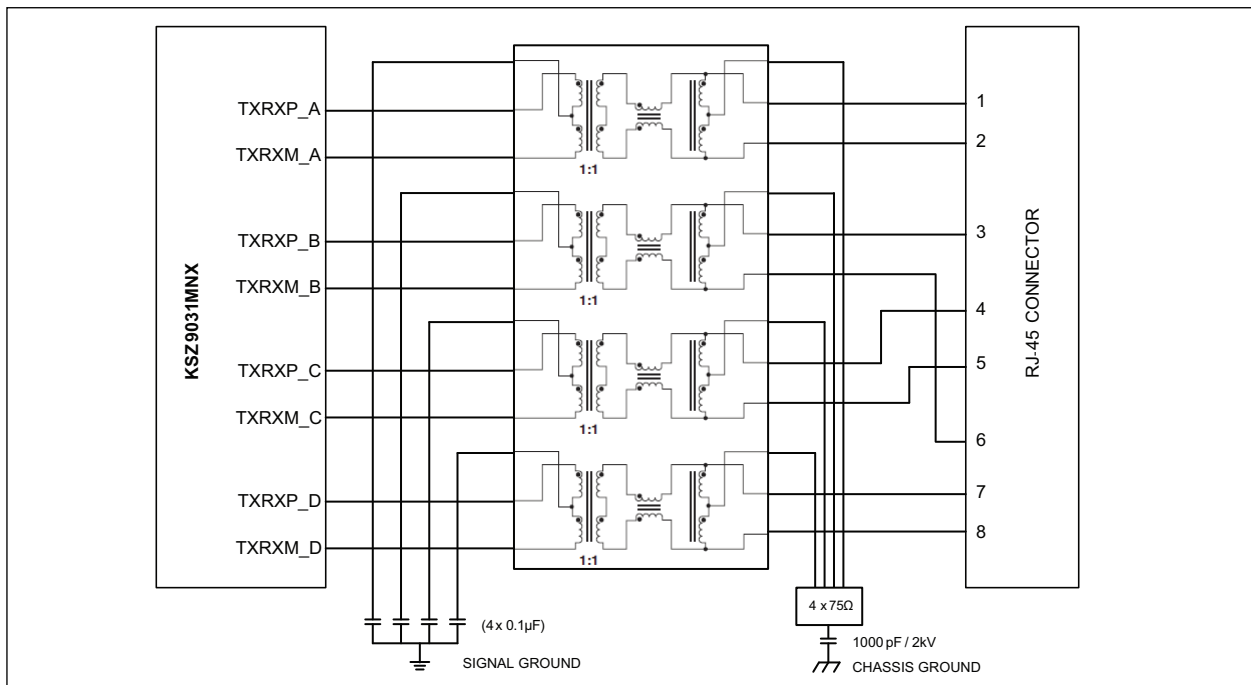 KSZ9031MNX
TXRXP_A
TXRXM_A
TXRXP_B
TXRXM_B
TXRXP_C
TXRXM_C
TXRXP_D
TXRXM_D
1:1
1:1
1:1
1:1
1
2
3
4
5
6
7
8
RJ-45 CONNECTOR
(4 x 0.1µF)
SIGNAL GROUND
4 x 75Ω
1000 pF / 2kV
CHASSIS GROUND